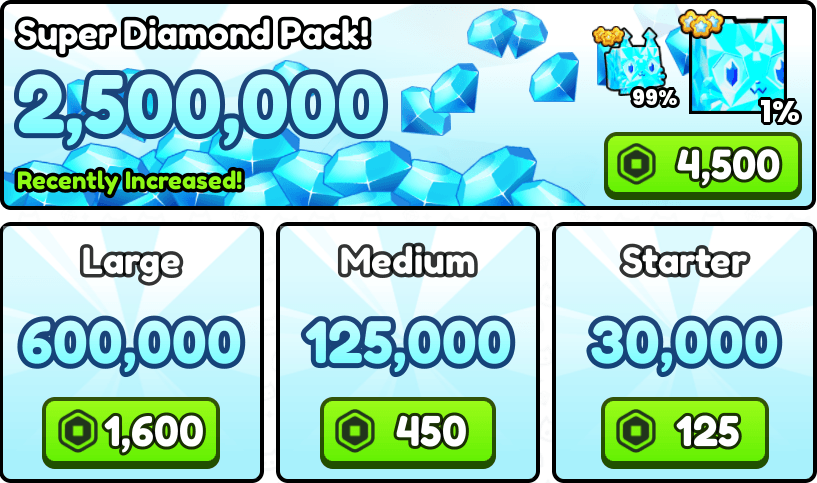 Super Diamond Pack!
2,500,000
99%
1%
Recently Increased!
4,500
Large
600,000
1,600
Medium
125,000
450
Starter
30,000
125